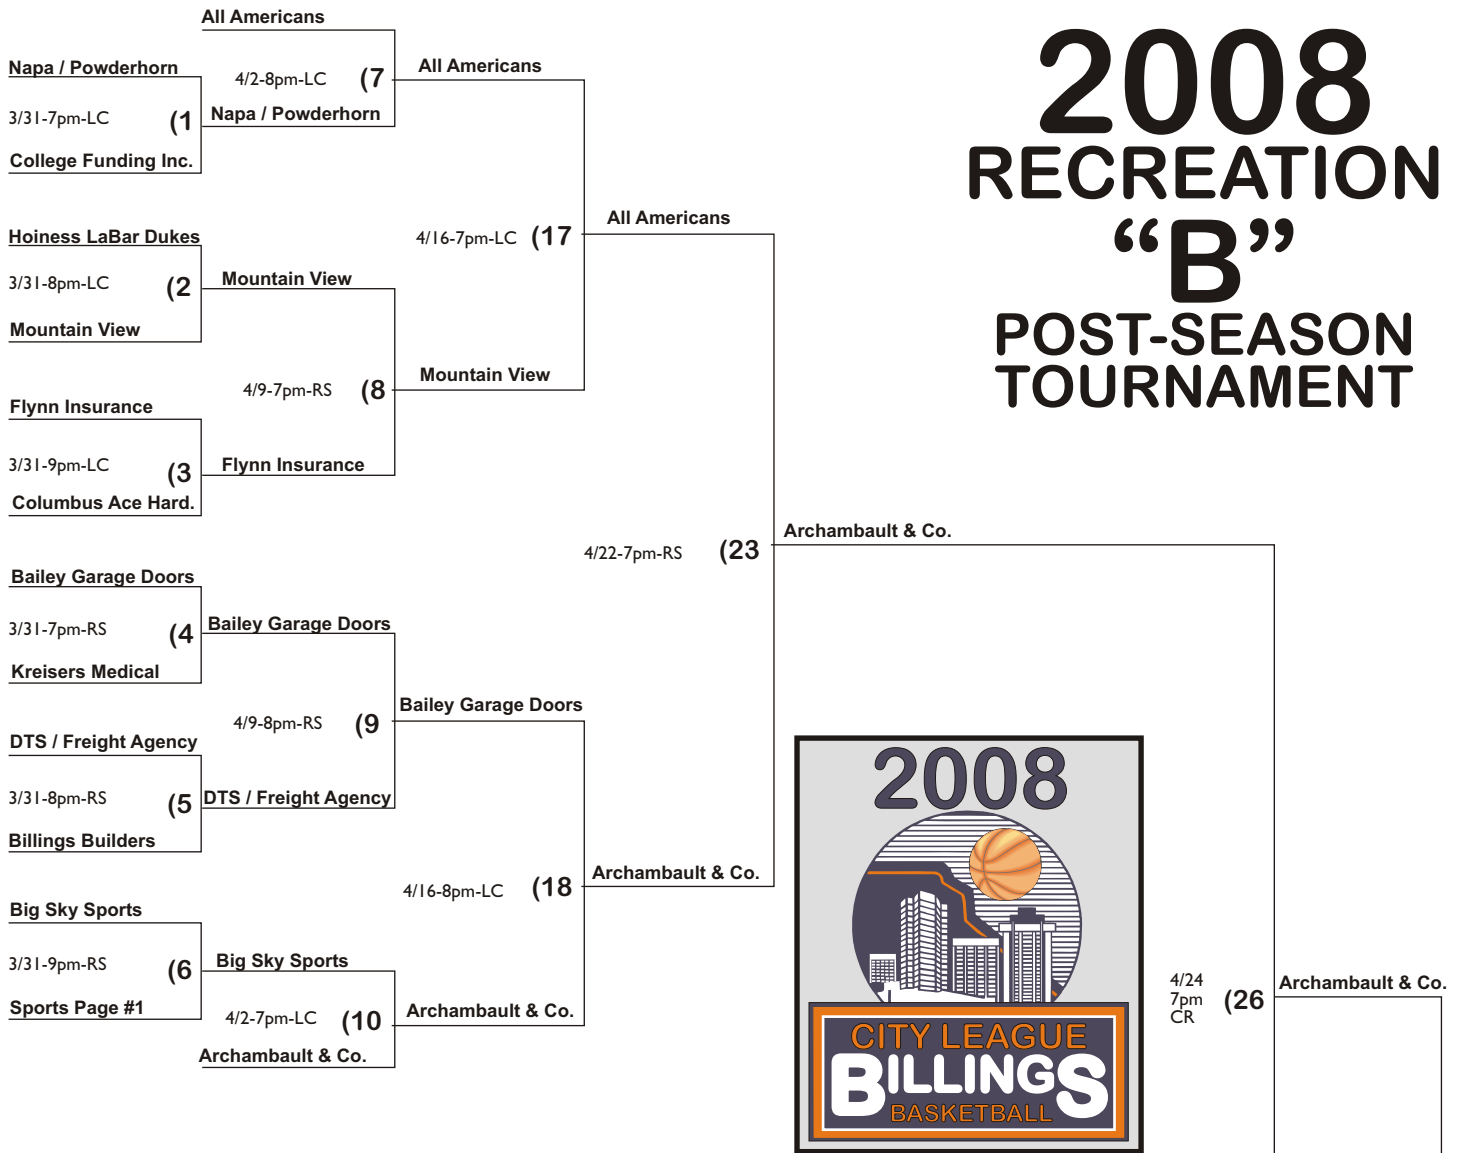 All Americans
Napa / Powderhorn
4/2-8pm-LC (7
All Americans
3/31-7pm-LC (1
Napa / Powderhorn
College Funding Inc.
2008
RECREATION
“B”
POST-SEASON
TOURNAMENT
Hoiness LaBar Dukes
4/16-7pm-LC (17
All Americans
3/31-8pm-LC (2
Mountain View
Mountain View
4/9-7pm-RS (8
Mountain View
Flynn Insurance
3/31-9pm-LC (3
Flynn Insurance
Columbus Ace Hard.
4/22-7pm-RS (23
Archambault & Co.
Bailey Garage Doors
3/31-7pm-RS (4
Bailey Garage Doors
Kreisers Medical
4/9-8pm-RS (9
Bailey Garage Doors
DTS / Freight Agency
3/31-8pm-RS (5
DTS / Freight Agency
Billings Builders
4/16-8pm-LC (18
Archambault & Co.
Big Sky Sports
3/31-9pm-RS (6
Big Sky Sports
Sports Page #1
4/2-7pm-LC (10
Archambault & Co.
Archambault & Co.
2008
CITY LEAGUE
BILLINGS
BASKETBALL
4/24
7pm
CR
(26
Archambault & Co.